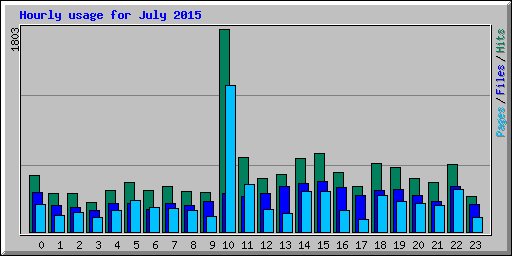 Hourly usage for July 2015
1803
Pages / Files / Hits
0 1 2 3 4 5 6 7 8 9 10 11 12 13 14 15 16 17 18 19 20 21 22 23